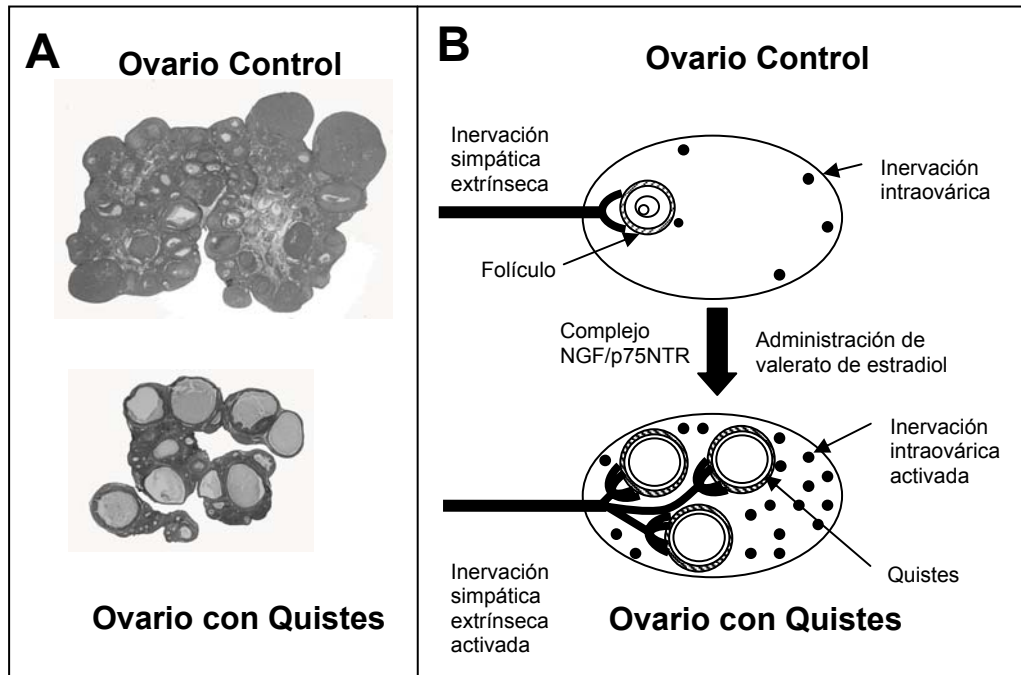 A
Ovario Control
Ovario con Quistes
B
Ovario Control
Inervación
simpática
extrínseca
Inervación
intraovárica
Folículo
Complejo
NGF/p75NTR
Administración de
valerato de estradiol
Inervación
intraovárica
activada
Quistes
Inervación
simpática
extrínseca
activada
Ovario con Quistes